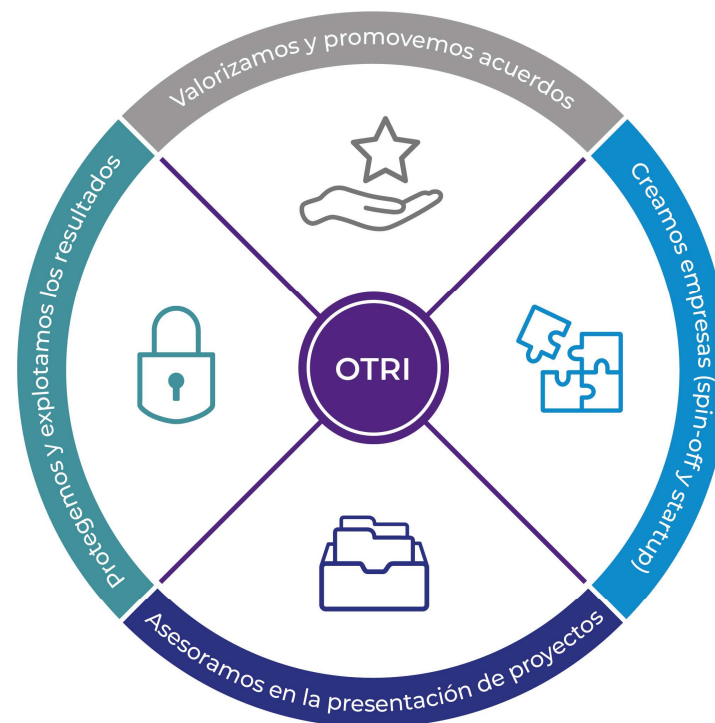 Valorizamos y promovemos acuerdos
Creamos empresas (spin-off y startup)
Asesoramos en la presentación de proyectos
Protegemos y explotamos los resultados
OTRI